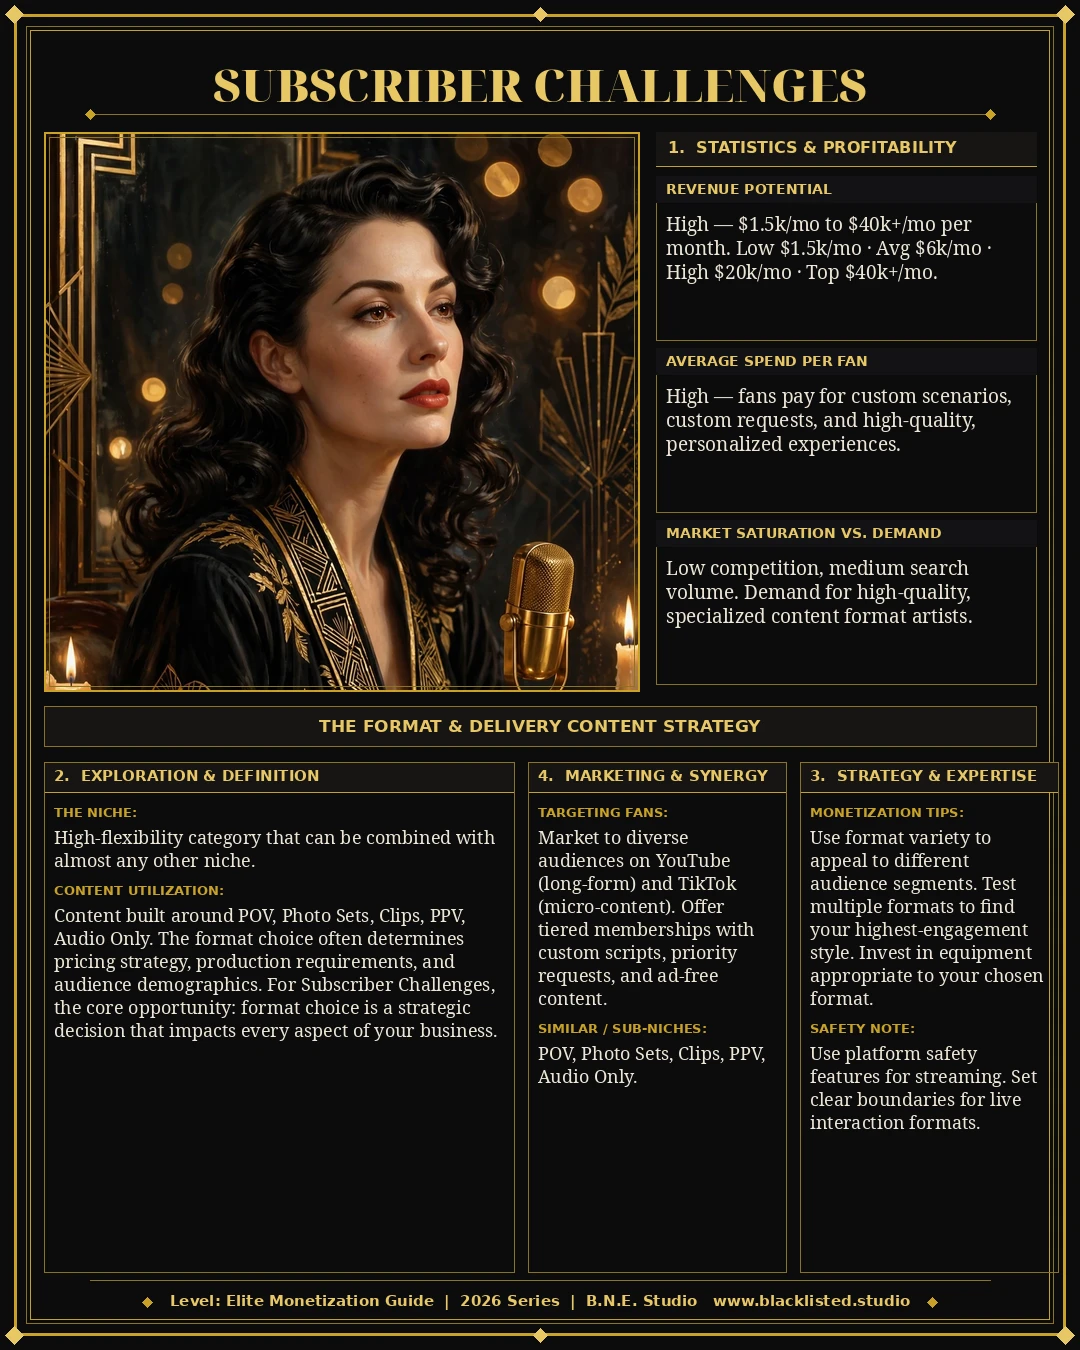 SUBSCRIBER CHALLENGES
1. STATISTICS & PROFITABILITY
REVENUE POTENTIAL
High — $1.5k/mo to $40k+/mo per
month. Low $1.5k/mo · Avg $6k/mo ·
High $20k/mo · Top $40k+/mo.
AVERAGE SPEND PER FAN
High — fans pay for custom scenarios,
custom requests, and high-quality,
personalized experiences.
MARKET SATURATION VS. DEMAND
Low competition, medium search
volume. Demand for high-quality,
specialized content format artists.
THE FORMAT & DELIVERY CONTENT STRATEGY
2. EXPLORATION & DEFINITION
THE NICHE:
High-flexibility category that can be combined with
almost any other niche.
CONTENT UTILIZATION:
Content built around POV, Photo Sets, Clips, PPV,
Audio Only. The format choice often determines
pricing strategy, production requirements, and
audience demographics. For Subscriber Challenges,
the core opportunity: format choice is a strategic
decision that impacts every aspect of your business.
4. MARKETING & SYNERGY
TARGETING FANS:
Market to diverse
audiences on YouTube
(long-form) and TikTok
(micro-content). Offer
tiered memberships with
custom scripts, priority
requests, and ad-free
content.
SIMILAR / SUB-NICHES:
POV, Photo Sets, Clips, PPV,
Audio Only.
3. STRATEGY & EXPERTISE
MONETIZATION TIPS:
Use format variety to
appeal to different
audience segments. Test
multiple formats to find
your highest-engagement
style. Invest in equipment
appropriate to your chosen
format.
SAFETY NOTE:
Use platform safety
features for streaming. Set
clear boundaries for live
interaction formats.
Level: Elite Monetization Guide | 2026 Series | B.N.E. Studio www.blacklisted.studio